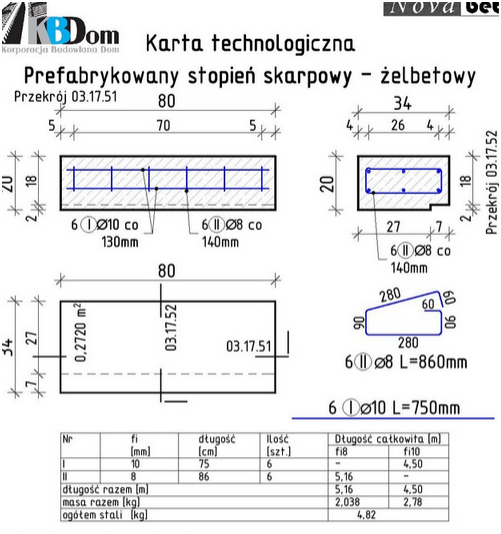 KBDom
Korporacja Budowlana Dom
Nova bet
Karta technologiczna
Prefabrykowany stopień skarpowy - żelbetowy
Przekrój 03.17.51
80
5 70 5
20 18 2
6 Ⓘ Ø10 co
130mm
6 Ⅱ Ø8 co
140mm
34
4 26 4
20
18 2
27 7
6 Ⅱ Ø8 co
140mm
Przekrój 03.17.52
80
34 27 7
0,2720 m²
03.17.52
03.17.51
280 60 60
90 90
280
6 Ⅱ Ø8 L=860mm
6 Ⓘ Ø10 L=750mm
Nr fi długość Ilość Długość całkowita [m]
[mm] [cm] [szt.] fi8 fi10
I 10 75 6 - 4,50
II 8 86 6 5,16 -
długość razem [m] 5,16 4,50
masa razem [kg] 2,038 2,78
ogółem stali [kg] 4,82